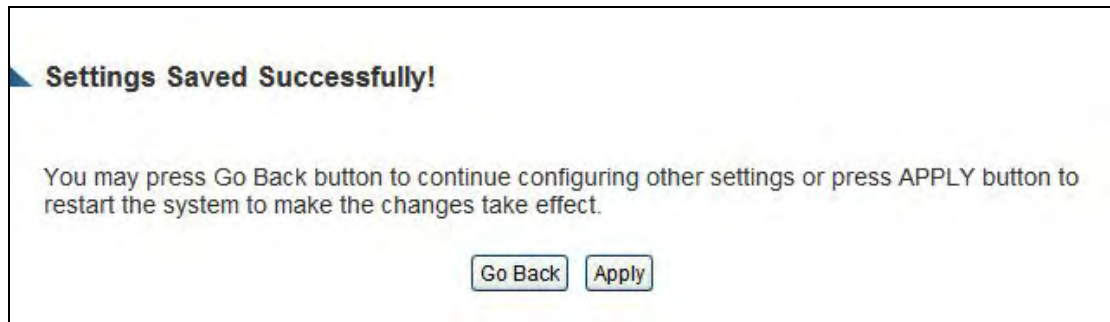 Settings Saved Successfully!
You may press Go Back button to continue configuring other settings or press APPLY button to
restart the system to make the changes take effect.
Go Back Apply